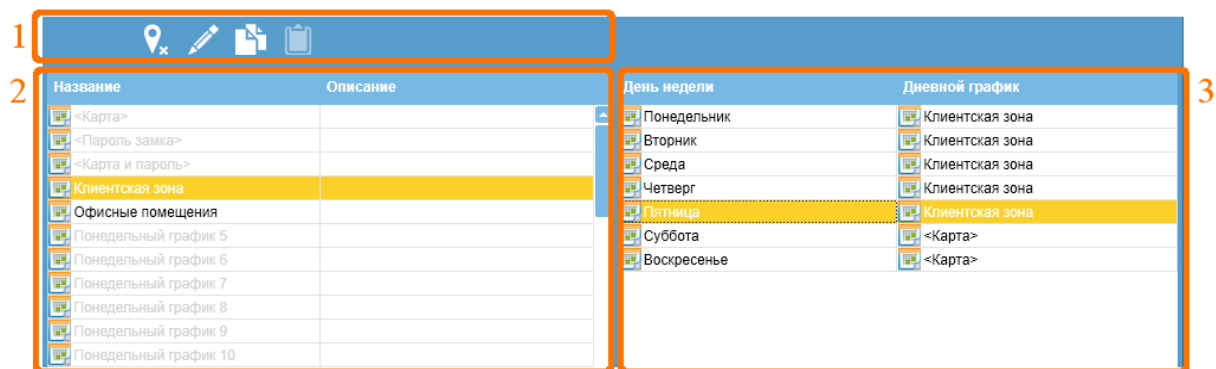 1
2
Название Описание
<Карта>
<Пароль замка>
<Карта и пароль>
Клиентская зона
Офисные помещения
Понедельный график 5
Понедельный график 6
Понедельный график 7
Понедельный график 8
Понедельный график 9
Понедельный график 10
День недели Дневной график
3
Понедельник Клиентская зона
Вторник Клиентская зона
Среда Клиентская зона
Четверг Клиентская зона
Пятница Клиентская зона
Суббота <Карта>
Воскресенье <Карта>